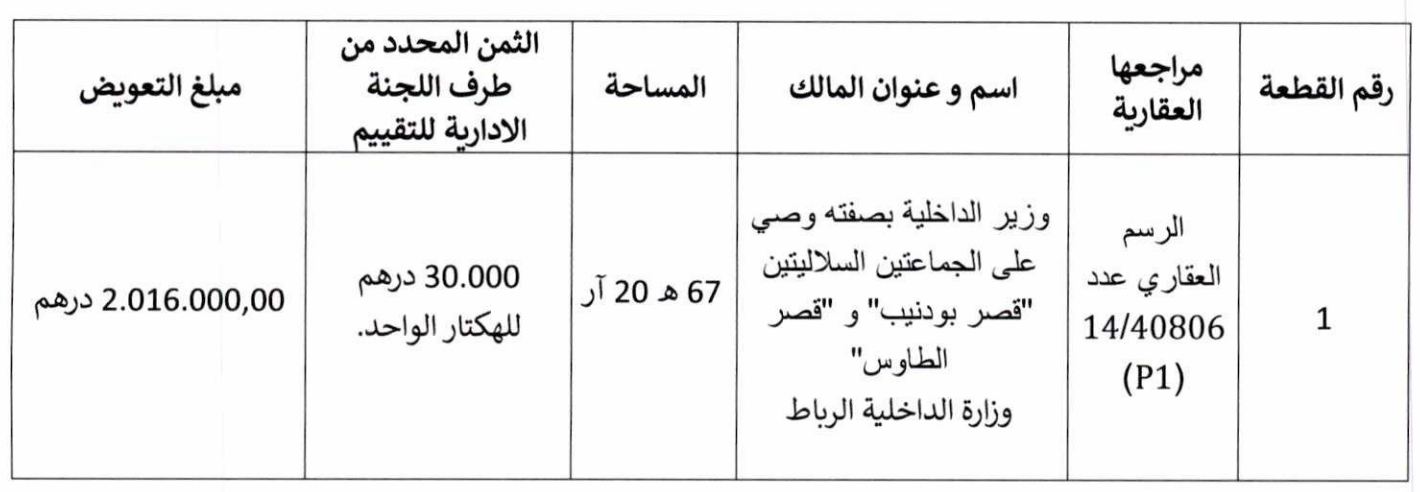 رقم القطعة
مراجعها
العقارية
اسم و عنوان المالك
المساحة
الثمن المحدد من
طرف اللجنة
الادارية للتقييم
مبلغ التعويض
1
الرسم
العقاري عدد
14/40806
(P1)
وزير الداخلية بصفته وصي
على الجماعتين السلاليتين
"قصر بودنيب" و "قصر
الطاوس"
وزارة الداخلية الرباط
67 ه 20 آر
30.000 درهم
للهكتار الواحد.
2.016.000,00 درهم